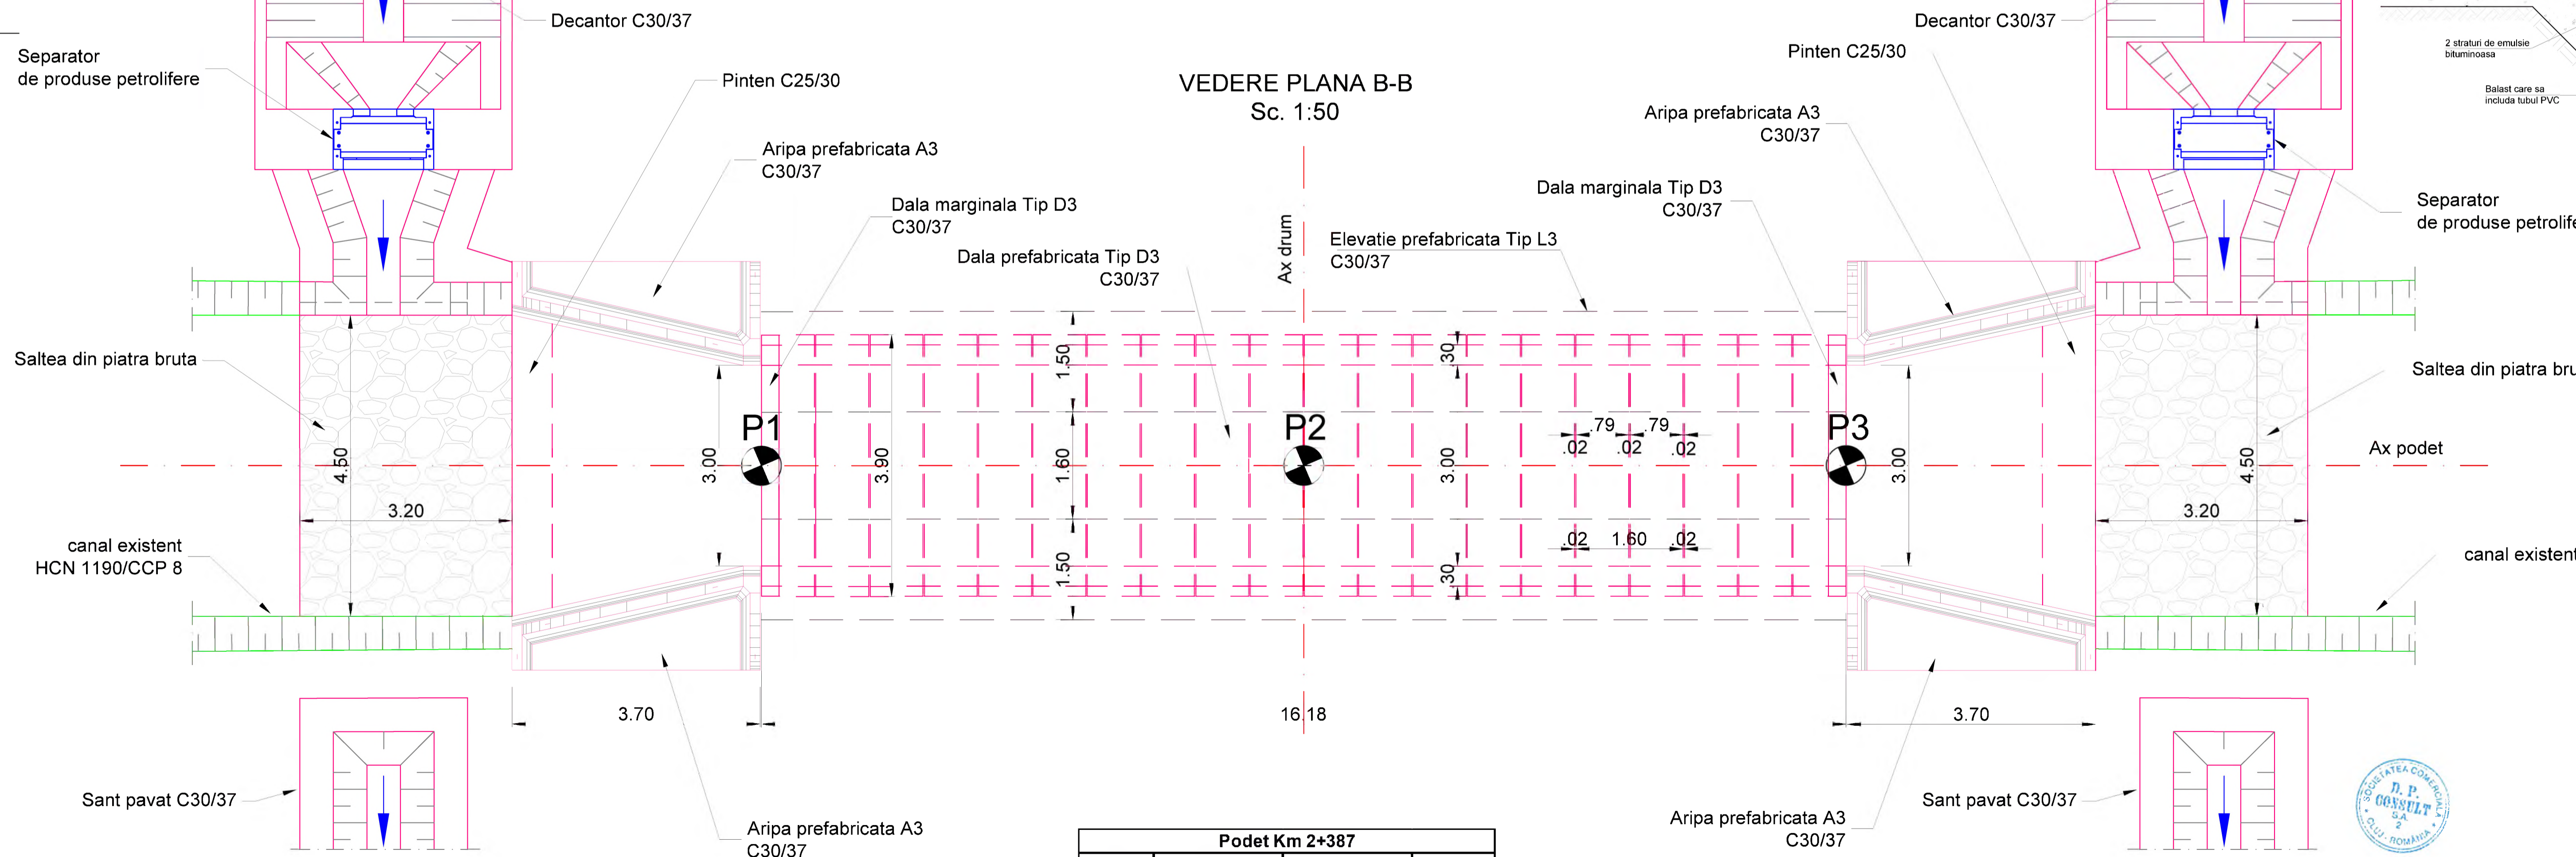 Decantor C30/37
Separator
de produse petrolifere
Pinten C25/30
Aripa prefabricata A3
C30/37
Dala marginala Tip D3
C30/37
Dala prefabricata Tip D3
C30/37
VEDERE PLANA B-B
Sc. 1:50
Ax drum
Elevatie prefabricata Tip L3
C30/37
Decantor C30/37
Pinten C25/30
Aripa prefabricata A3
C30/37
Dala marginala Tip D3
C30/37
2 straturi de emulsie
bituminoasa
Balast care sa
includa tubul PVC
Separator
de produse petrolife
Saltea din piatra bruta
4.50
3.20
canal existent
HCN 1190/CCP 8
3.00
P1
3.90
1.50
1.60
1.50
P2
.30
3.00
.30
.79 .79
.02 .02 .02
.02 1.60 .02
P3
3.00
4.50
3.20
Saltea din piatra bru
Ax podet
canal existent
3.70
16.18
3.70
Sant pavat C30/37
Aripa prefabricata A3
C30/37
Podet Km 2+387
Aripa prefabricata A3
C30/37
Sant pavat C30/37
SOCIETATEA COMERCIALA
D. P.
CONSULT
S.A.
2
CLUJ - ROMÂNIA